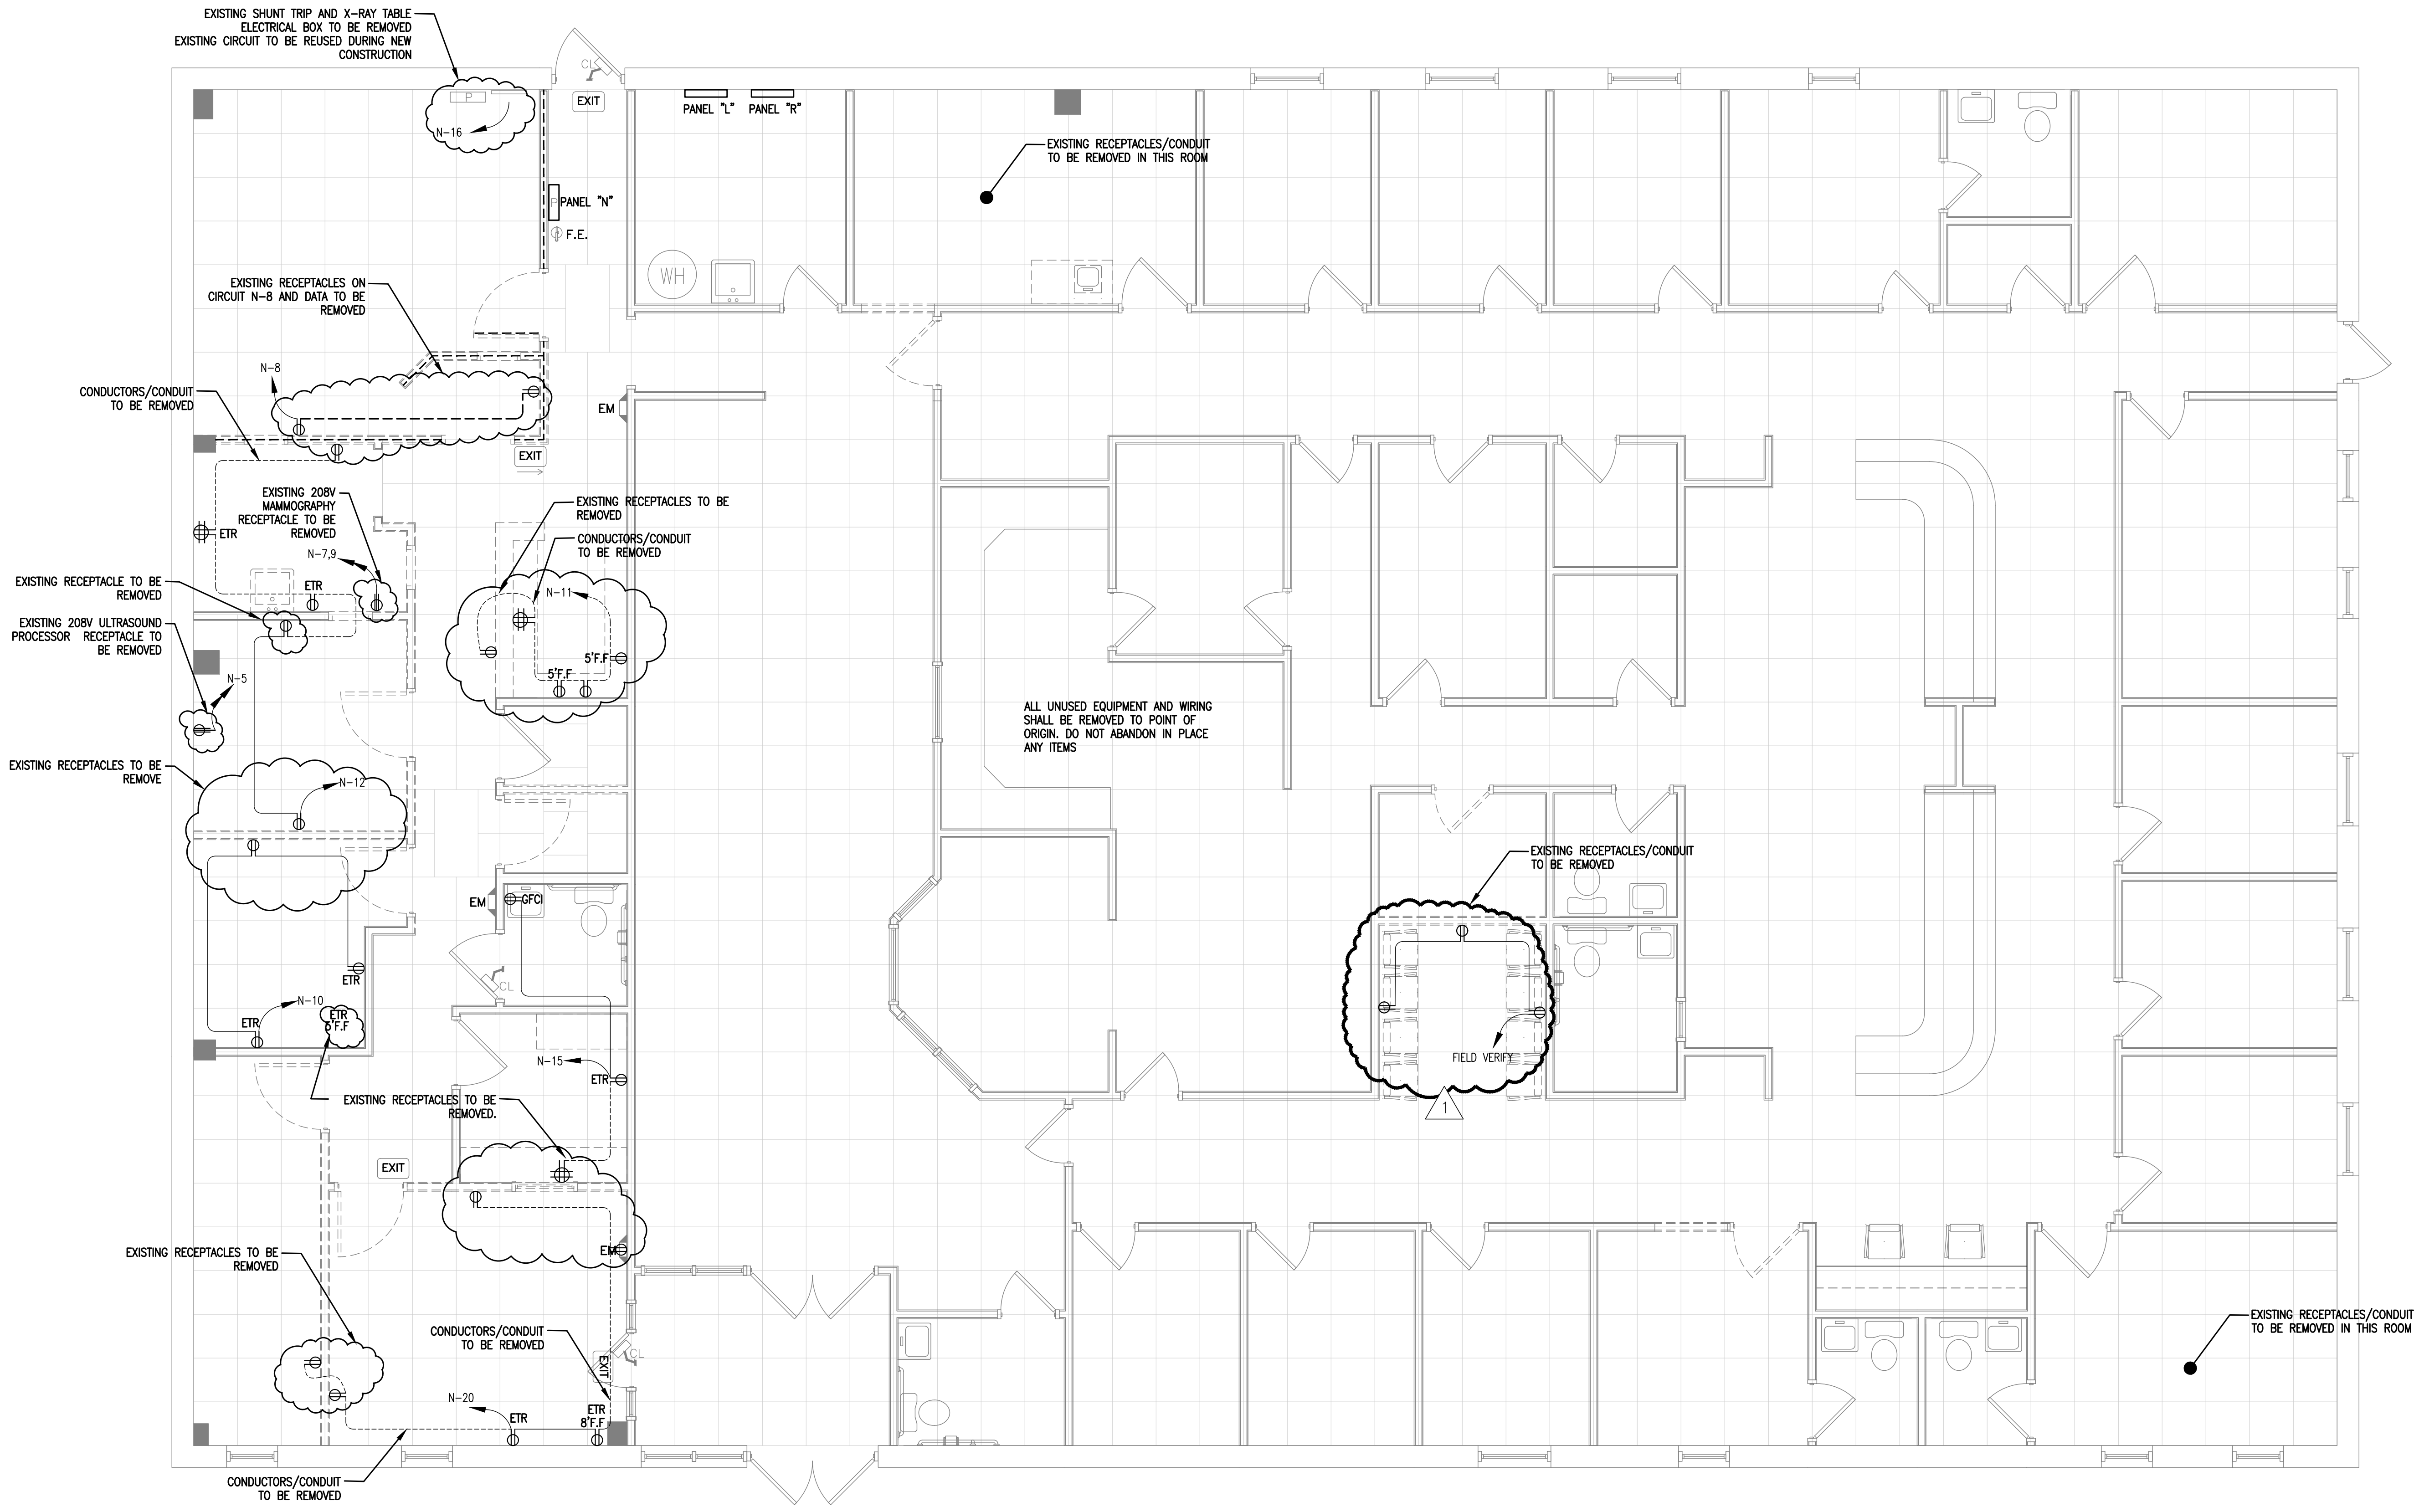 EXISTING SHUNT TRIP AND X-RAY TABLE
ELECTRICAL BOX TO BE REMOVED
EXISTING CIRCUIT TO BE REUSED DURING NEW
CONSTRUCTION
CL
EXIT
P
N-16
PANEL "L"
PANEL "R"
EXISTING RECEPTACLES/CONDUIT
TO BE REMOVED IN THIS ROOM
P
PANEL "N"
F.E.
WH
EXISTING RECEPTACLES ON
CIRCUIT N-8 AND DATA TO BE
REMOVED
N-8
CONDUCTORS/CONDUIT
TO BE REMOVED
EM
EXIT
EXISTING 208V
MAMMOGRAPHY
RECEPTACLE TO BE
REMOVED
ETR
N-7,9
EXISTING RECEPTACLES TO BE
REMOVED
CONDUCTORS/CONDUIT
TO BE REMOVED
EXISTING RECEPTACLE TO BE
REMOVED
ETR
N-11
EXISTING 208V ULTRASOUND
PROCESSOR RECEPTACLE TO
BE REMOVED
5'F.F
5'F.F
N-5
ALL UNUSED EQUIPMENT AND WIRING
SHALL BE REMOVED TO POINT OF
ORIGIN. DO NOT ABANDON IN PLACE
ANY ITEMS
EXISTING RECEPTACLES TO BE
REMOVE
N-12
EXISTING RECEPTACLES/CONDUIT
TO BE REMOVED
EM
GFCI
ETR
CL
N-10
ETR
ETR
5'F.F
N-15
ETR
FIELD VERIFY
1
EXISTING RECEPTACLES TO BE
REMOVED.
EXIT
EM
EXISTING RECEPTACLES TO BE
REMOVED
CONDUCTORS/CONDUIT
TO BE REMOVED
CL
EXIT
EXISTING RECEPTACLES/CONDUIT
TO BE REMOVED IN THIS ROOM
N-20
ETR
ETR
8'F.F
CONDUCTORS/CONDUIT
TO BE REMOVED